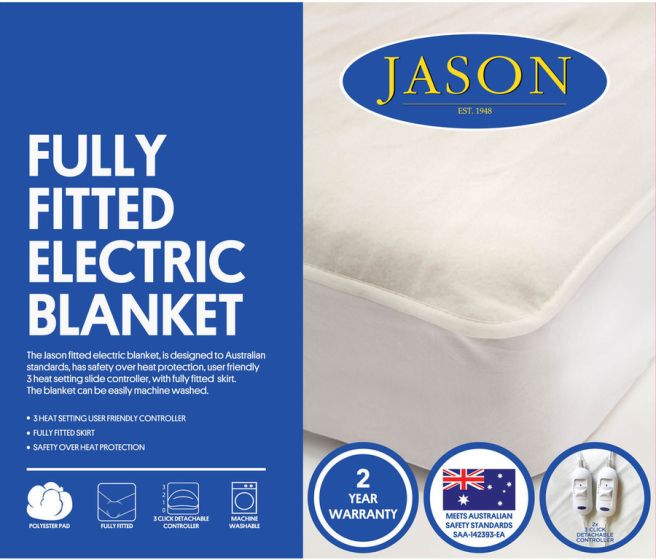 JASON
EST. 1948
FULLY
FITTED
ELECTRIC
BLANKET
The Jason fitted electric blanket, is designed to Australian
standards, has safety over heat protection, user friendly
3 heat setting slide controller, with fully fitted skirt.
The blanket can be easily machine washed.
• 3 HEAT SETTING USER FRIENDLY CONTROLLER
• FULLY FITTED SKIRT
• SAFETY OVER HEAT PROTECTION
POLYESTER PAD
FULLY FITTED
3
2
1
0
3 CLICK DETACHABLE
CONTROLLER
MACHINE
WASHABLE
2
YEAR
WARRANTY
MEETS AUSTRALIAN
SAFETY STANDARDS
SAA-142393-EA
2x
3 CLICK
DETACHABLE
CONTROLLER